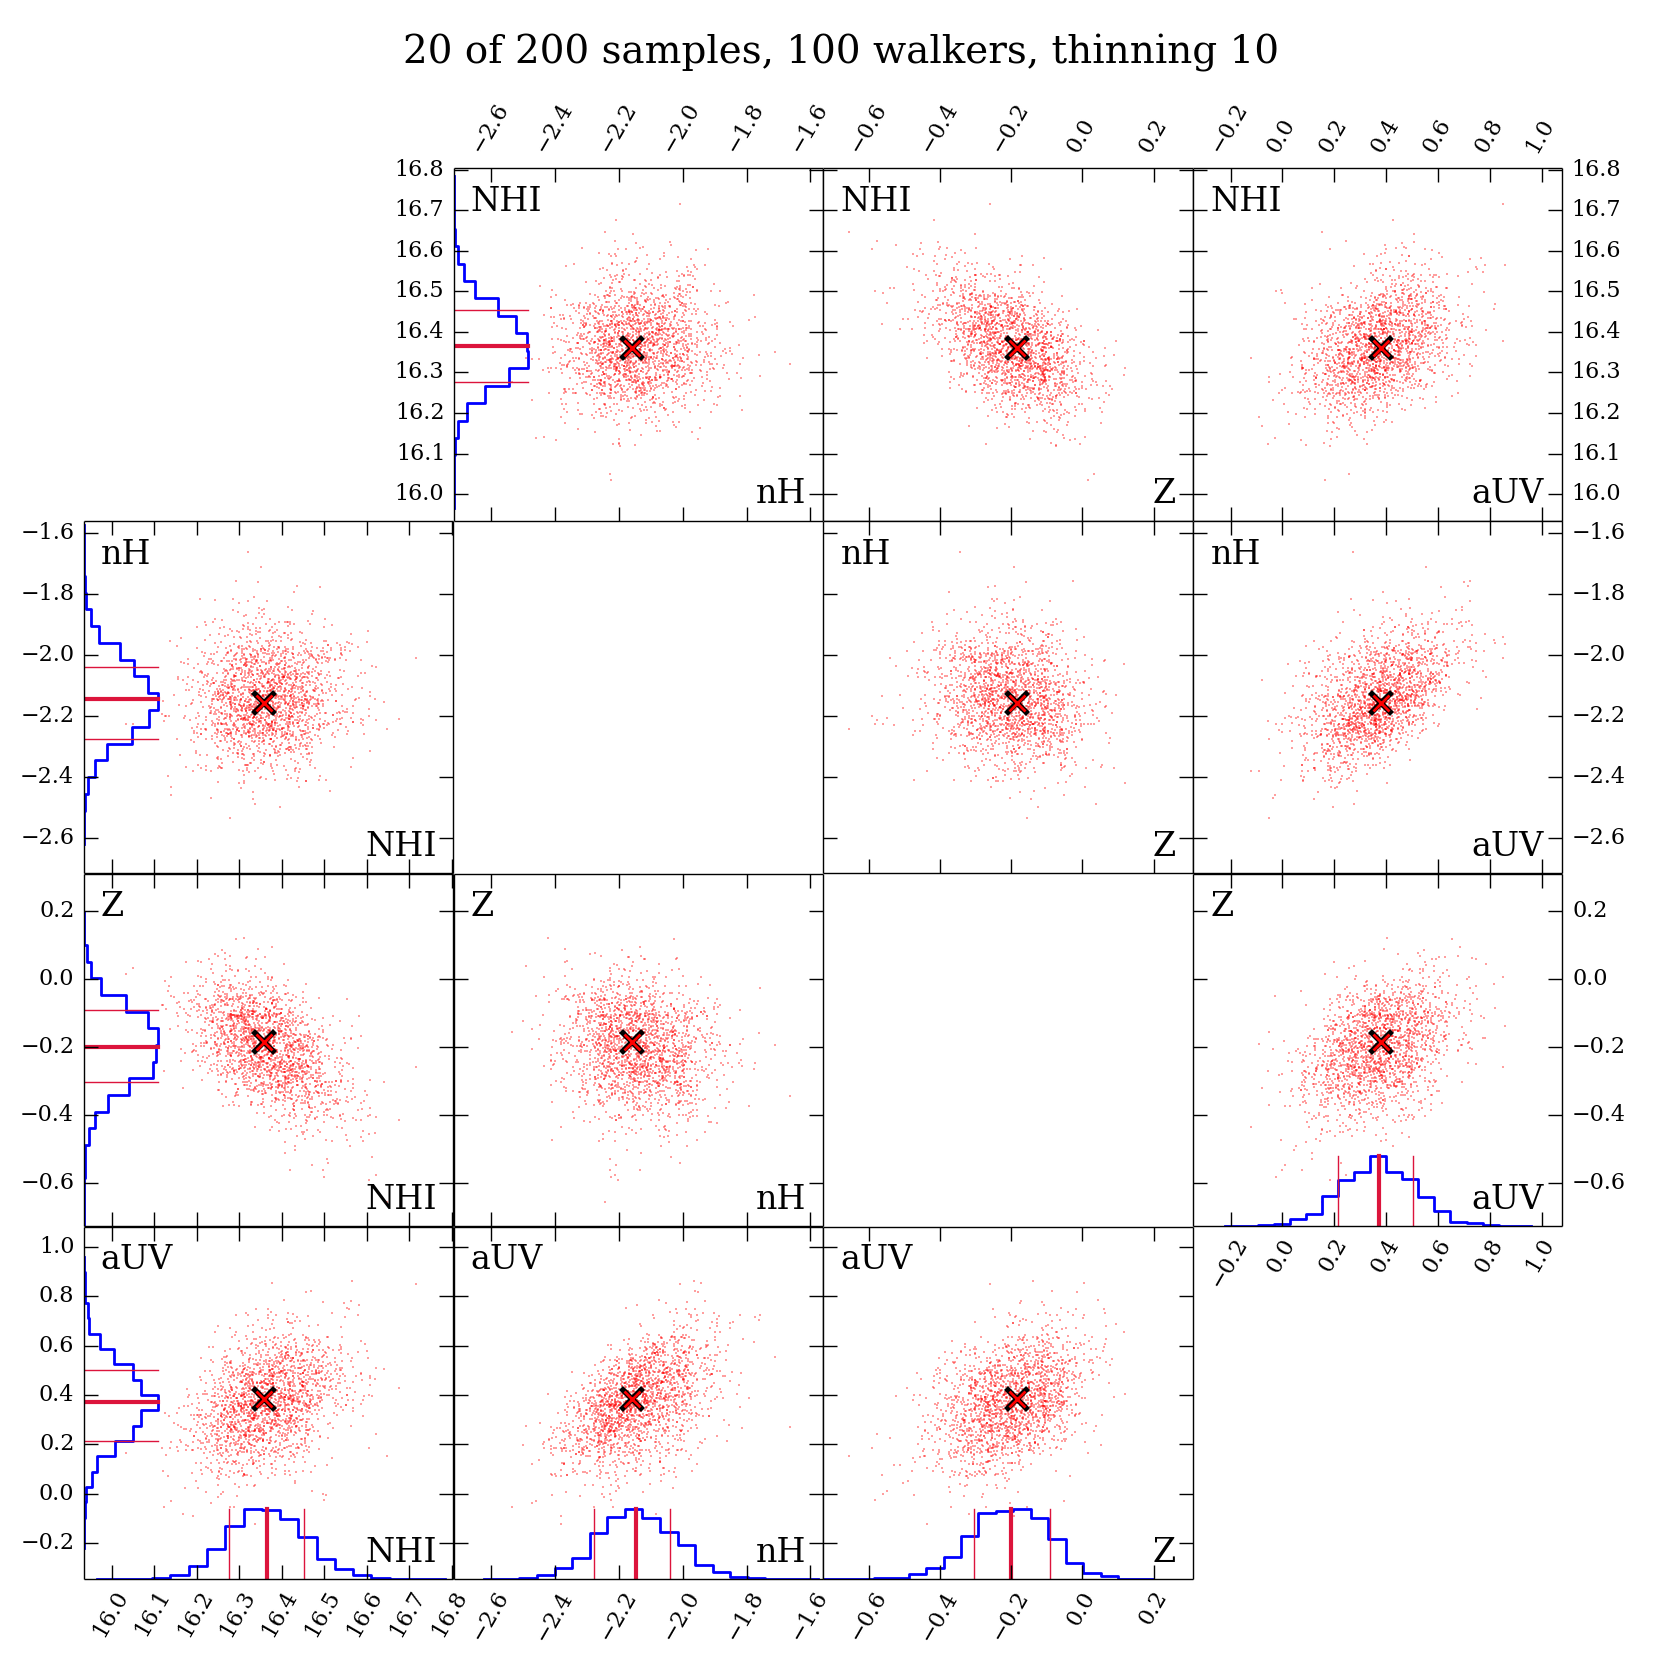 20 of 200 samples, 100 walkers, thinning 10
−2.6 −2.4 −2.2 −2.0 −1.8 −1.6 −0.6 −0.4 −0.2 0.0 0.2 −0.2 0.0 0.2 0.4 0.6 0.8 1.0
16.8 16.8
NHI NHI NHI
16.7 16.7
16.6 16.6
16.5 16.5
16.4 16.4
16.3 16.3
16.2 16.2
16.1 16.1
16.0 nH Z aUV 16.0
−1.6 −1.6
nH nH nH
−1.8 −1.8
−2.0 −2.0
−2.2 −2.2
−2.4 −2.4
−2.6 −2.6
NHI Z aUV
0.2 Z Z Z 0.2
0.0 0.0
−0.2 −0.2
−0.4 −0.4
−0.6 −0.6
NHI nH aUV
1.0 aUV aUV aUV
−0.2 0.0 0.2 0.4 0.6 0.8 1.0
0.8
0.6
0.4
0.2
0.0
−0.2 NHI nH Z
16.0 16.1 16.2 16.3 16.4 16.5 16.6 16.7 16.8 −2.6 −2.4 −2.2 −2.0 −1.8 −1.6 −0.6 −0.4 −0.2 0.0 0.2